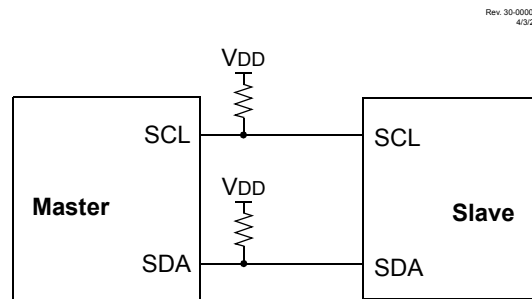 Rev. 30-0000
4/3/2
VDD
SCL
SCL
Master
VDD
Slave
SDA
SDA